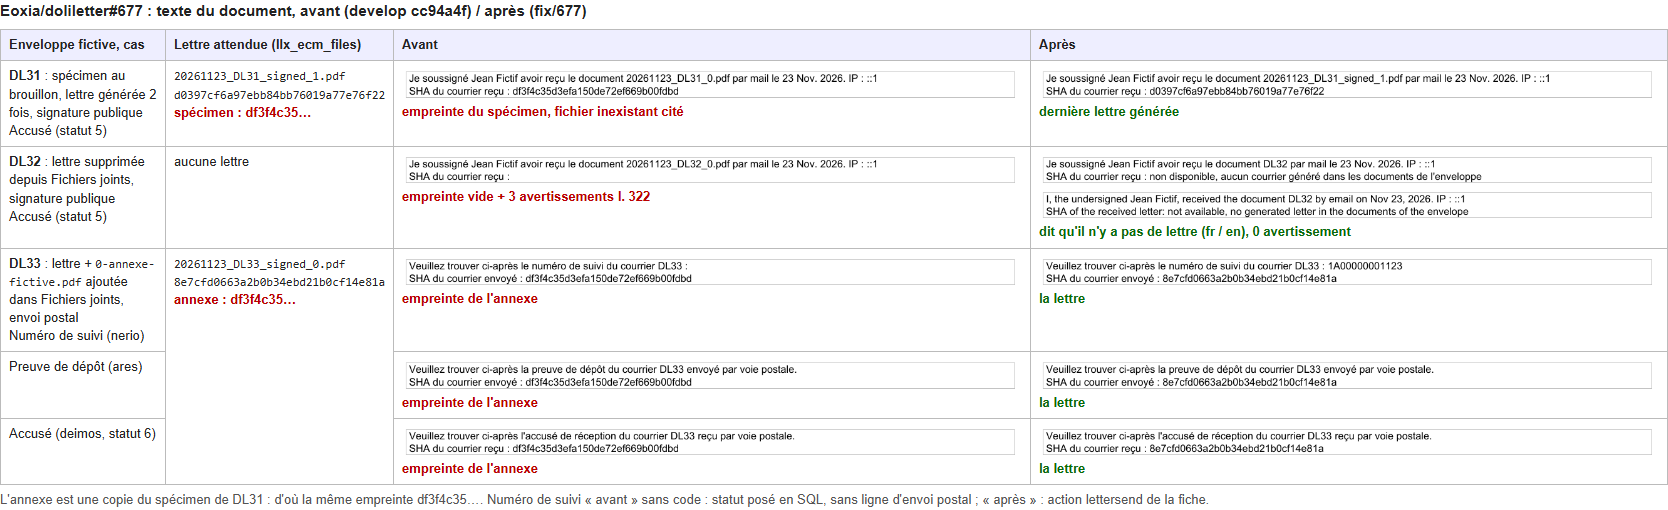 Eoxia/doliletter#677 : texte du document, avant (develop cc94a4f) / après (fix/677)
Enveloppe fictive, cas
Lettre attendue (llx_ecm_files)
Avant
Après
DL31 : spécimen au
brouillon, lettre générée 2
fois, signature publique
Accusé (statut 5)
20261123_DL31_signed_1.pdf
d0397cf6a97ebb84bb76019a77e76f22
spécimen : df3f4c35…
Je soussigné Jean Fictif avoir reçu le document 20261123_DL31_0.pdf par mail le 23 Nov. 2026. IP : ::1
SHA du courrier reçu : df3f4c35d3efa150de72ef669b00fdbd
empreinte du spécimen, fichier inexistant cité
Je soussigné Jean Fictif avoir reçu le document 20261123_DL31_signed_1.pdf par mail le 23 Nov. 2026. IP : ::1
SHA du courrier reçu : d0397cf6a97ebb84bb76019a77e76f22
dernière lettre générée
DL32 : lettre supprimée
depuis Fichiers joints,
signature publique
Accusé (statut 5)
aucune lettre
Je soussigné Jean Fictif avoir reçu le document 20261123_DL32_0.pdf par mail le 23 Nov. 2026. IP : ::1
SHA du courrier reçu :
empreinte vide + 3 avertissements l. 322
Je soussigné Jean Fictif avoir reçu le document DL32 par mail le 23 Nov. 2026. IP : ::1
SHA du courrier reçu : non disponible, aucun courrier généré dans les documents de l'enveloppe
I, the undersigned Jean Fictif, received the document DL32 by email on Nov 23, 2026. IP : ::1
SHA of the received letter: not available, no generated letter in the documents of the envelope
dit qu'il n'y a pas de lettre (fr / en), 0 avertissement
DL33 : lettre + 0-annexe-
fictive.pdf ajoutée
dans Fichiers joints,
envoi postal
Numéro de suivi (nerio)
20261123_DL33_signed_0.pdf
8e7cfd0663a2b0b34ebd21b0cf14e81a
annexe : df3f4c35…
Veuillez trouver ci-après le numéro de suivi du courrier DL33 :
SHA du courrier envoyé : df3f4c35d3efa150de72ef669b00fdbd
empreinte de l'annexe
Veuillez trouver ci-après le numéro de suivi du courrier DL33 : 1A00000001123
SHA du courrier envoyé : 8e7cfd0663a2b0b34ebd21b0cf14e81a
la lettre
Preuve de dépôt (ares)
Veuillez trouver ci-après la preuve de dépôt du courrier DL33 envoyé par voie postale.
SHA du courrier envoyé : df3f4c35d3efa150de72ef669b00fdbd
empreinte de l'annexe
Veuillez trouver ci-après la preuve de dépôt du courrier DL33 envoyé par voie postale.
SHA du courrier envoyé : 8e7cfd0663a2b0b34ebd21b0cf14e81a
la lettre
Accusé (deimos, statut 6)
Veuillez trouver ci-après l'accusé de réception du courrier DL33 reçu par voie postale.
SHA du courrier reçu : df3f4c35d3efa150de72ef669b00fdbd
empreinte de l'annexe
Veuillez trouver ci-après l'accusé de réception du courrier DL33 reçu par voie postale.
SHA du courrier reçu : 8e7cfd0663a2b0b34ebd21b0cf14e81a
la lettre
L'annexe est une copie du spécimen de DL31 : d'où la même empreinte df3f4c35…. Numéro de suivi « avant » sans code : statut posé en SQL, sans ligne d'envoi postal ; « après » : action lettersend de la fiche.